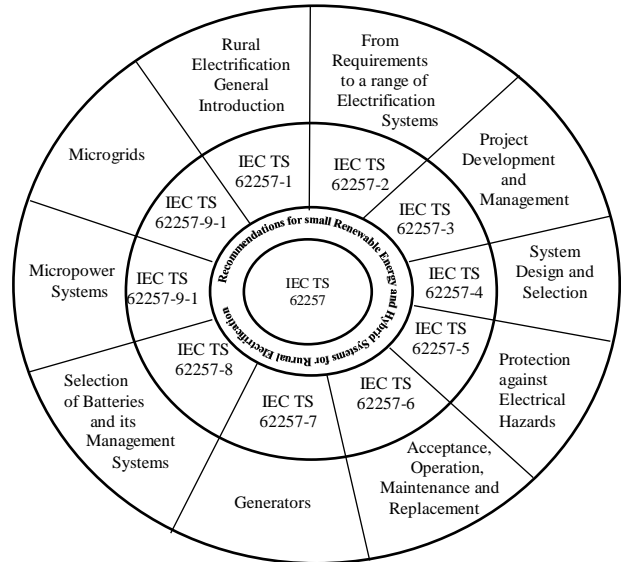 Rural
Electrification
General
Introduction
From
Requirements
to a range of
Electrification
Systems
Project
Development
and
Management
System
Design and
Selection
Protection
against
Electrical
Hazards
Acceptance,
Operation,
Maintenance and
Replacement
Generators
Selection
of Batteries
and its
Management
Systems
Micropower
Systems
Microgrids
IEC TS
62257-1
IEC TS
62257-2
IEC TS
62257-3
IEC TS
62257-4
IEC TS
62257-5
IEC TS
62257-6
IEC TS
62257-7
IEC TS
62257-8
IEC TS
62257-9-1
IEC TS
62257-9-1
Recommendations for small Renewable Energy and Hybrid Systems for Rurual Electrification
IEC TS
62257